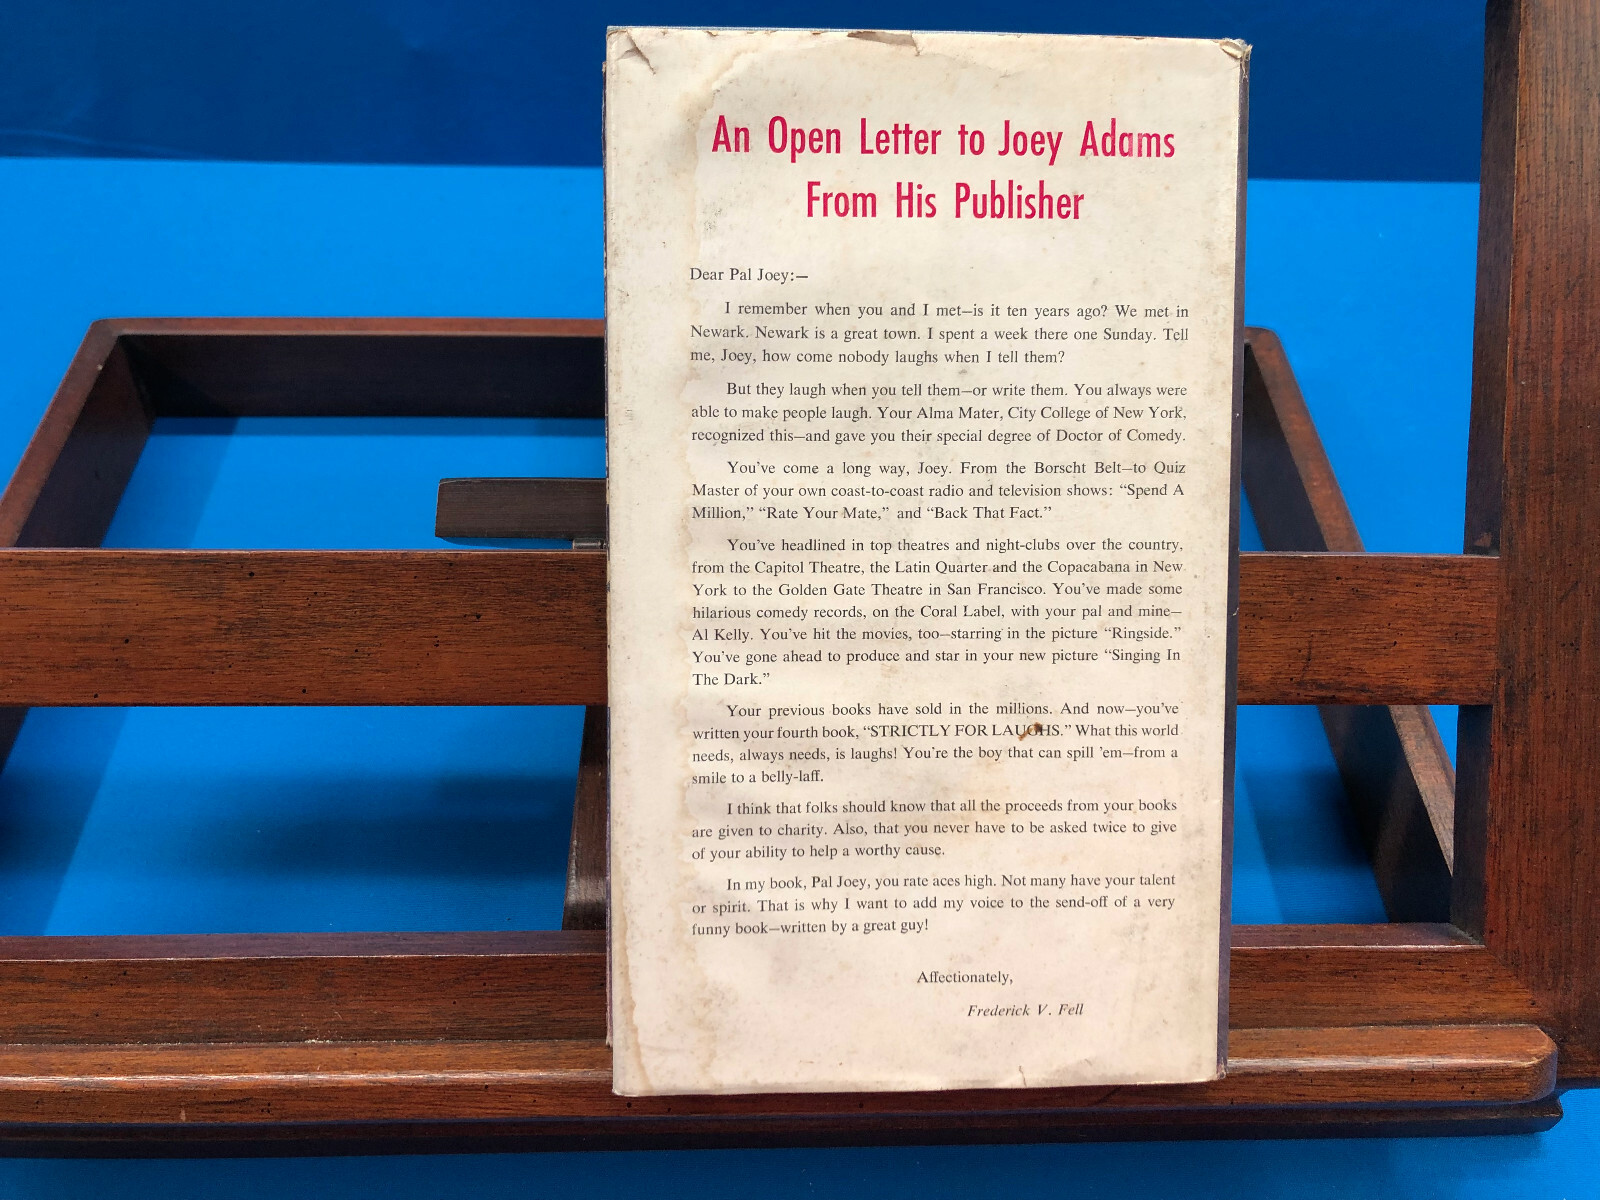 An Open Letter to Joey Adams
From His Publisher
Dear Pal Joey:—
I remember when you and I met—is it ten years ago? We met in
Newark. Newark is a great town. I spent a week there one Sunday. Tell
me, Joey, how come nobody laughs when I tell them?
But they laugh when you tell them—or write them. You always were
able to make people laugh. Your Alma Mater, City College of New York,
recognized this—and gave you their special degree of Doctor of Comedy.
You've come a long way, Joey. From the Borscht Belt—to Quiz
Master of your own coast-to-coast radio and television shows: “Spend A
Million,” “Rate Your Mate,” and “Back That Fact.”
You've headlined in top theatres and night-clubs over the country,
from the Capitol Theatre, the Latin Quarter and the Copacabana in New
York to the Golden Gate Theatre in San Francisco. You've made some
hilarious comedy records, on the Coral Label, with your pal and mine—
Al Kelly. You've hit the movies, too—starring in the picture “Ringside.”
You've gone ahead to produce and star in your new picture “Singing In
The Dark.”
Your previous books have sold in the millions. And now—you've
written your fourth book, “STRICTLY FOR LAUGHS.” What this world
needs, always needs, is laughs! You're the boy that can spill 'em—from a
smile to a belly-laff.
I think that folks should know that all the proceeds from your books
are given to charity. Also, that you never have to be asked twice to give
of your ability to help a worthy cause.
In my book, Pal Joey, you rate aces high. Not many have your talent
or spirit. That is why I want to add my voice to the send-off of a very
funny book—written by a great guy!
Affectionately,
Frederick V. Fell